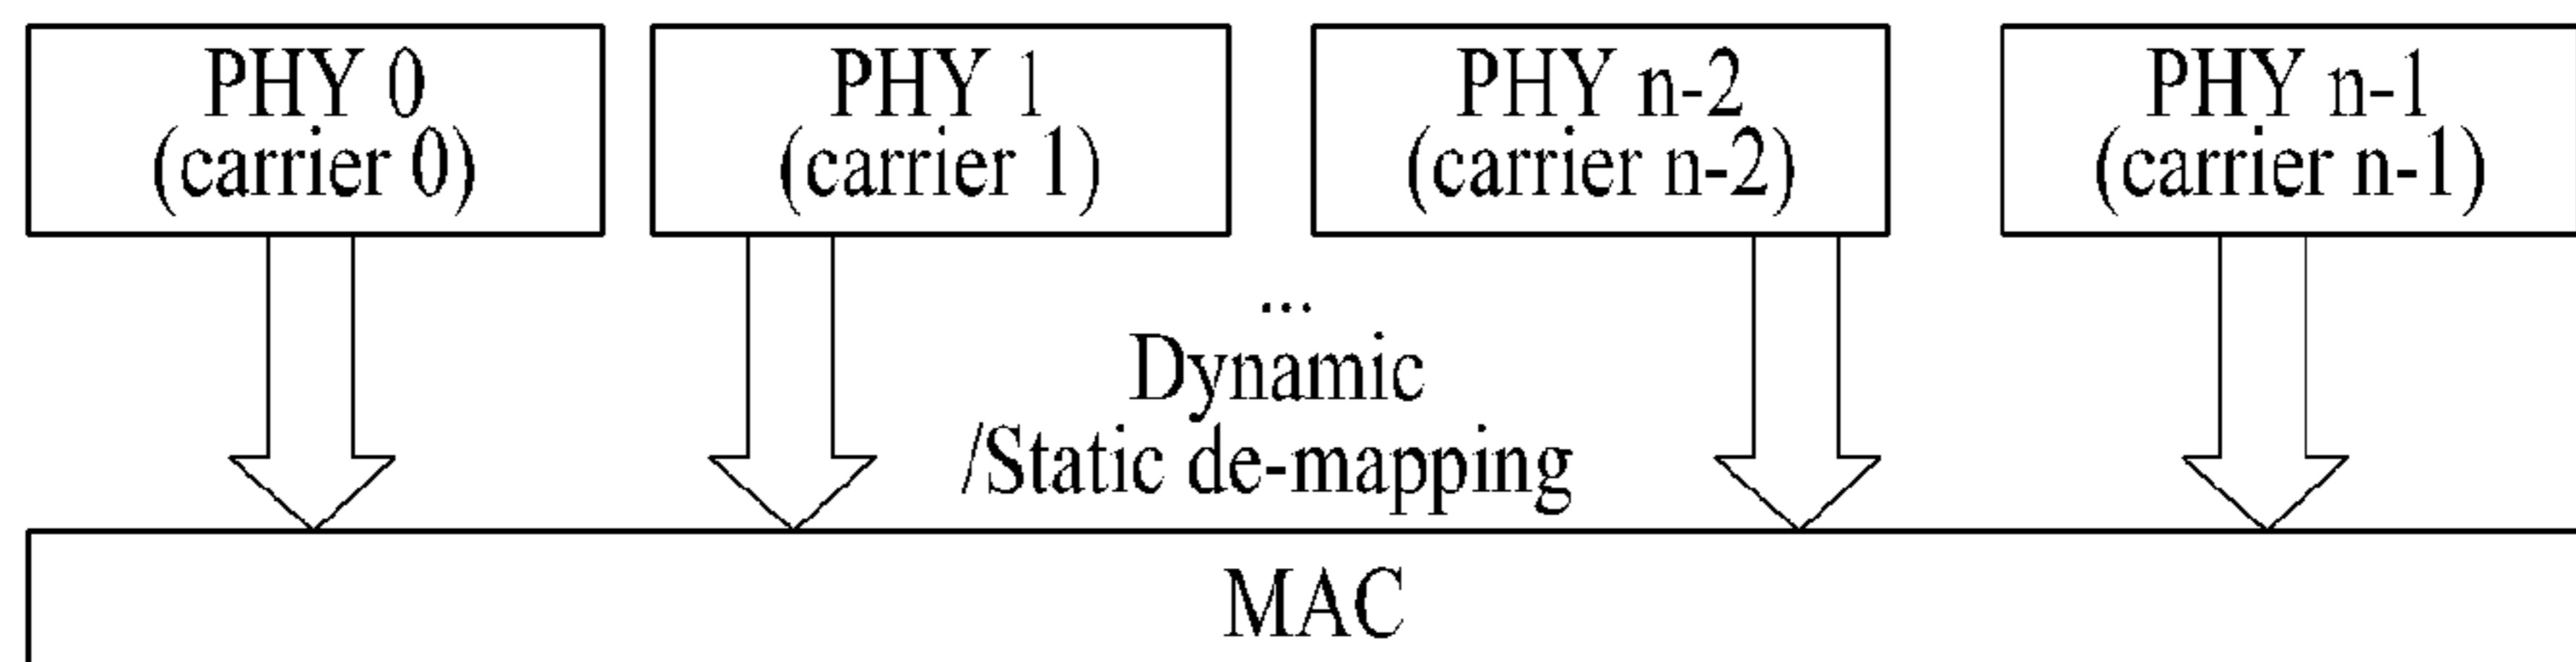 PHY 0
(carrier 0)
PHY 1
(carrier 1)
PHY n-2
(carrier n-2)
PHY n-1
(carrier n-1)
...
Dynamic
/Static de-mapping
MAC